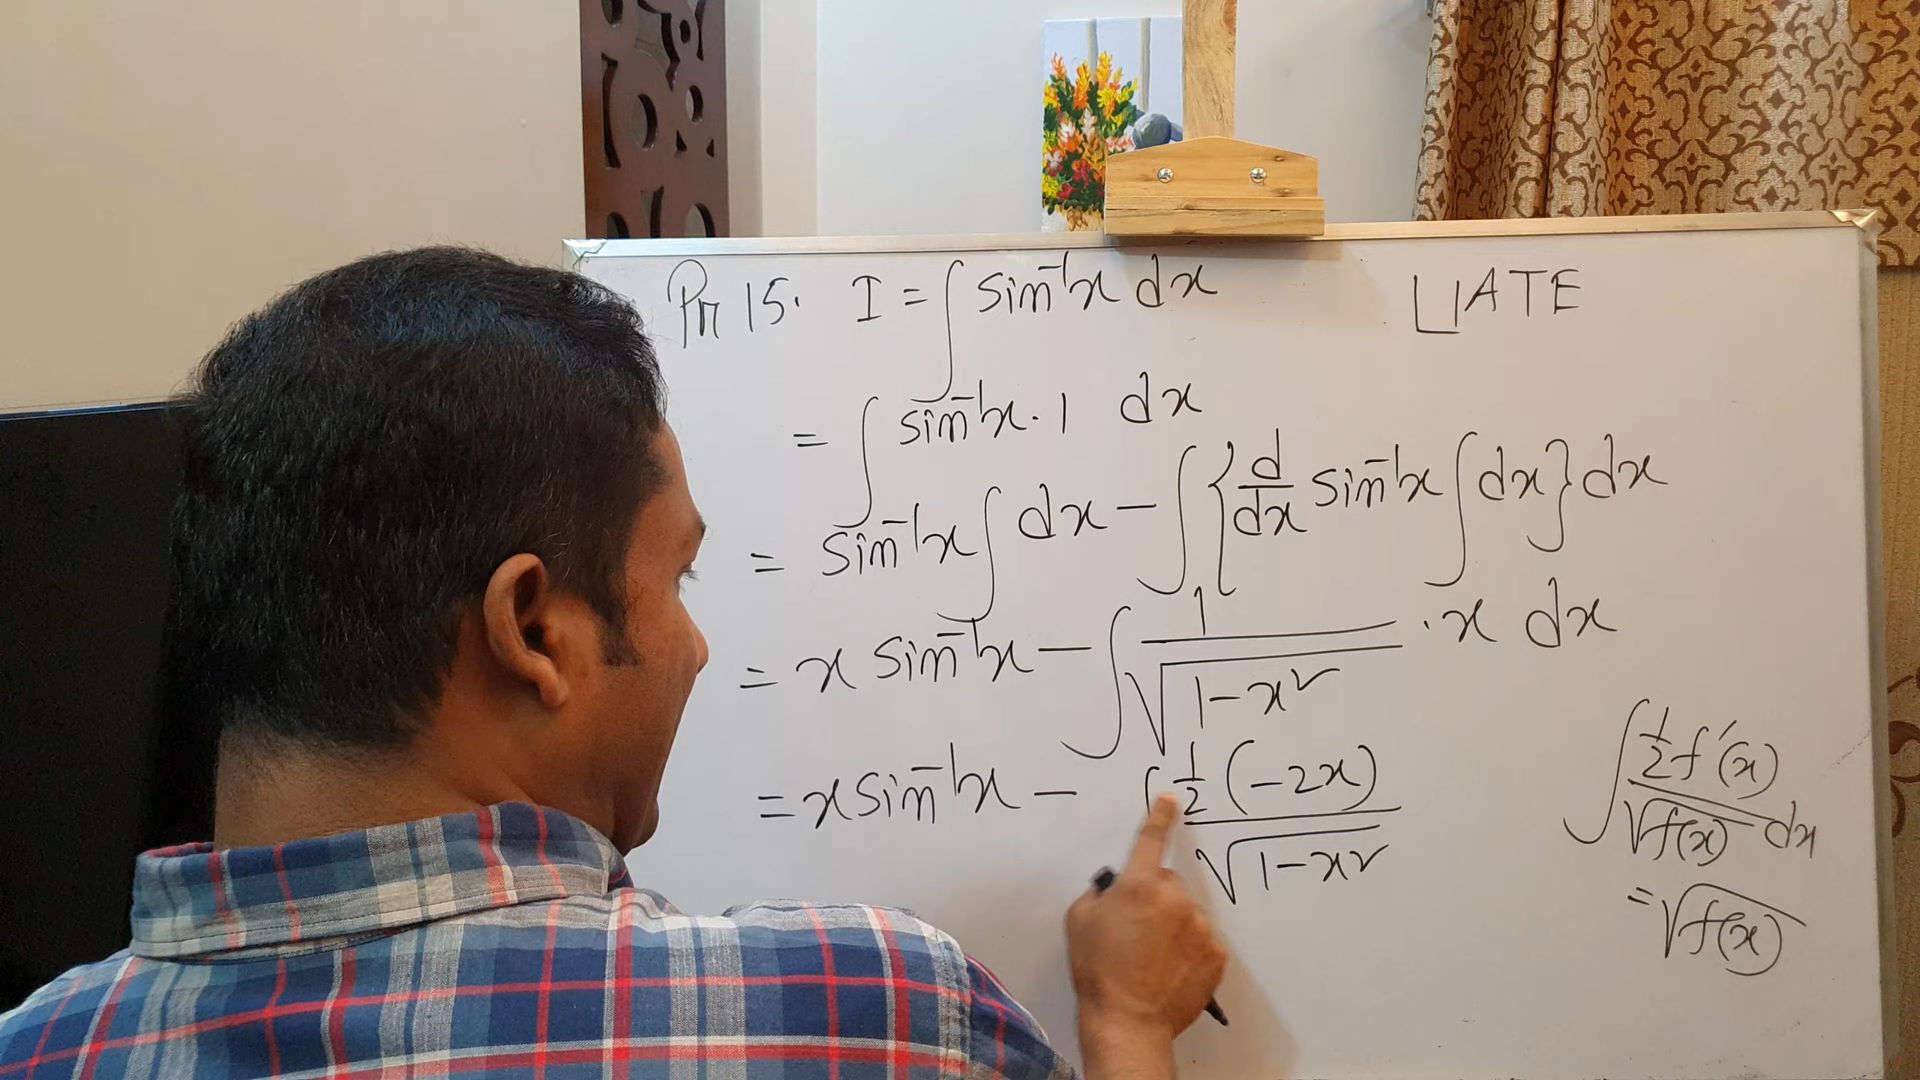 Pr 15. I = ∫ sin⁻¹x dx
LIATE
= ∫ sin⁻¹x · 1 dx
= sin⁻¹x ∫ dx − ∫ {d/dx sin⁻¹x ∫ dx} dx
= x sin⁻¹x − ∫ 1/√(1−x²) · x dx
= x sin⁻¹x − ∫ ½(−2x)/√(1−x²)
∫ ½f′(x)/√f(x) dx
= √f(x)